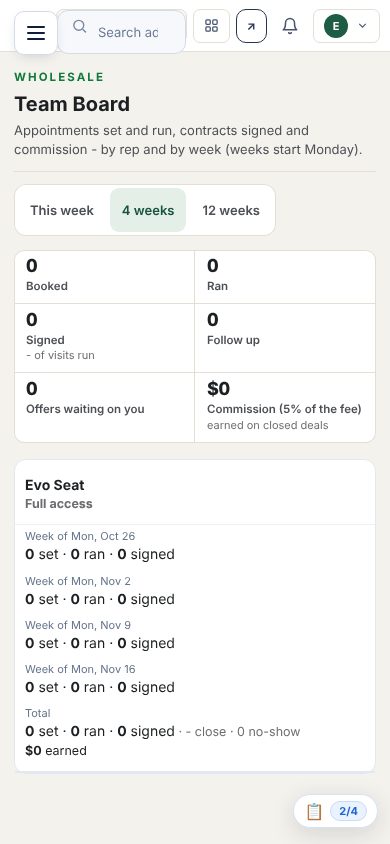 Search ad
E
WHOLESALE
Team Board
Appointments set and run, contracts signed and
commission - by rep and by week (weeks start Monday).
This week 4 weeks 12 weeks
0
Booked
0
Ran
0
Signed
- of visits run
0
Follow up
0
Offers waiting on you
$0
Commission (5% of the fee)
earned on closed deals
Evo Seat
Full access
Week of Mon, Oct 26
0 set · 0 ran · 0 signed
Week of Mon, Nov 2
0 set · 0 ran · 0 signed
Week of Mon, Nov 9
0 set · 0 ran · 0 signed
Week of Mon, Nov 16
0 set · 0 ran · 0 signed
Total
0 set · 0 ran · 0 signed · - close · 0 no-show
$0 earned
2/4